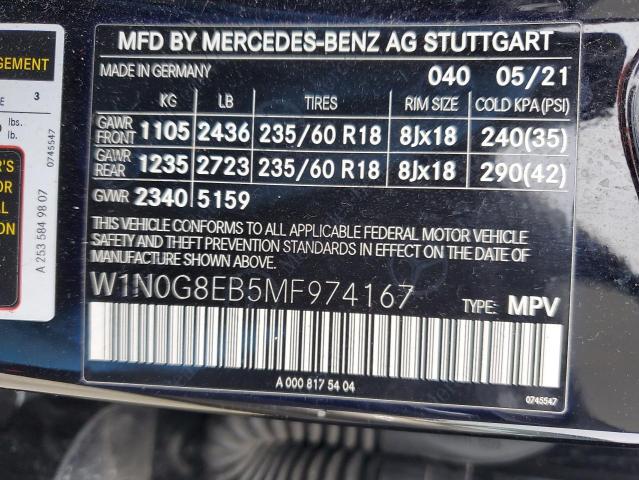 MFD BY MERCEDES-BENZ AG STUTTGART
MADE IN GERMANY 040 05/21
KG LB TIRES RIM SIZE COLD KPA (PSI)
GAWR FRONT 1105 2436 235/60 R18 8Jx18 240(35)
GAWR REAR 1235 2723 235/60 R18 8Jx18 290(42)
GVWR 2340 5159
THIS VEHICLE CONFORMS TO ALL APPLICABLE FEDERAL MOTOR VEHICLE
SAFETY AND THEFT PREVENTION STANDARDS IN EFFECT ON THE DATE
OF MANUFACTURE SHOWN ABOVE.
W1N0G8EB5MF974167 TYPE: MPV
A 000 817 54 04
0745547
GEMENT
3
lbs.
lb.
0745547
A 253 584 98 07